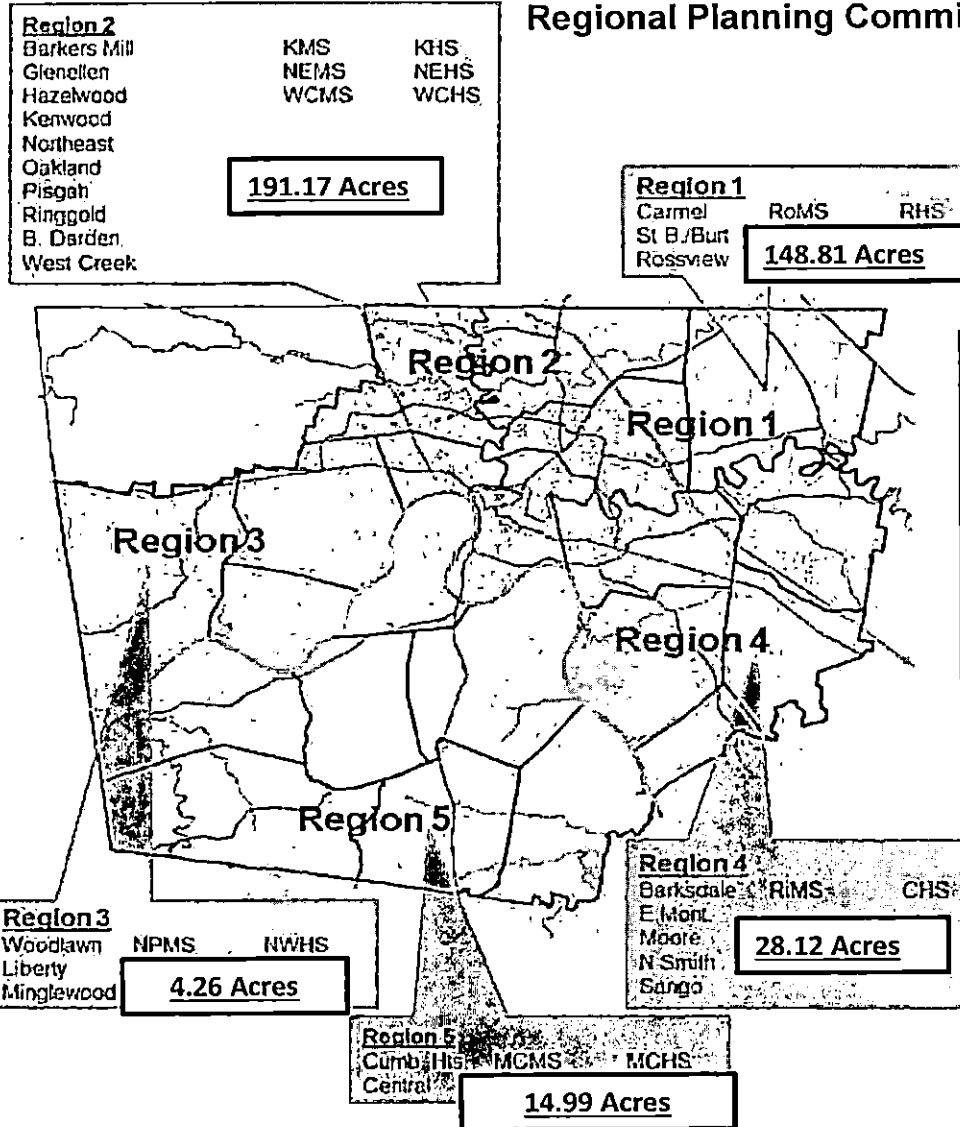 Regional Planning Commi
Region 2
Barkers Mill KMS KHS
Glenellen NEMS NEHS
Hazelwood WCMS WCHS
Kenwood
Northeast
Oakland
Pisgah
Ringgold
B. Darden
West Creek
191.17 Acres
Region 1
Carmel RoMS RHS
St B./Burt
Rossview
148.81 Acres
Region 2
Region 1
Region 3
Region 4
Region 5
Region 3
Woodlawn NPMS NWHS
Liberty
Minglewood
4.26 Acres
Region 4
Barksdale RiMS CHS
E Mont.
Moore
N Smith
Sango
28.12 Acres
Region 5
Cumb. Hts. MCMS MCHS
Central
14.99 Acres